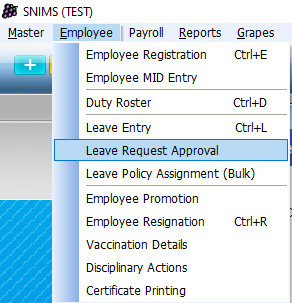 SNIMS (TEST)
Master Employee Payroll Reports Grapes
Employee Registration Ctrl+E
Employee MID Entry
Duty Roster Ctrl+D
Leave Entry Ctrl+L
Leave Request Approval
Leave Policy Assignment (Bulk)
Employee Promotion
Employee Resignation Ctrl+R
Vaccination Details
Disciplinary Actions
Certificate Printing